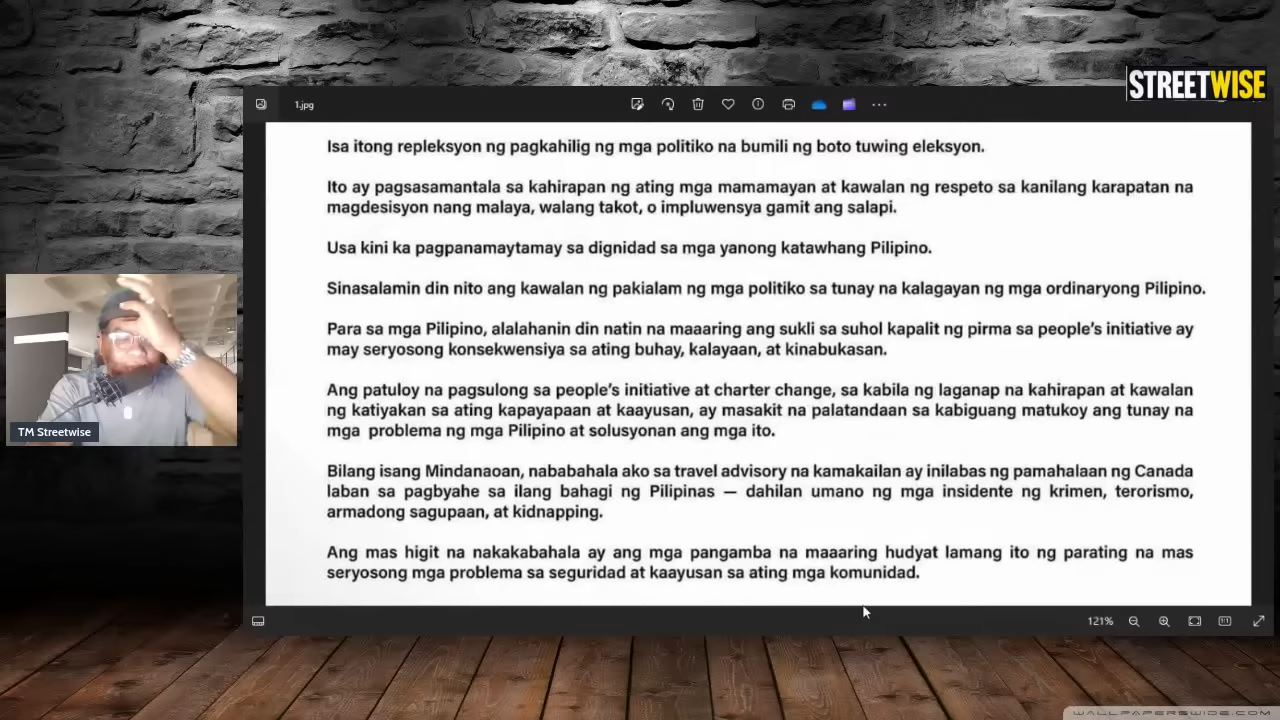 STREETWISE
1.jpg
Isa itong repleksyon ng pagkahilig ng mga politiko na bumili ng boto tuwing eleksyon.
Ito ay pagsasamantala sa kahirapan ng ating mga mamamayan at kawalan ng respeto sa kanilang karapatan na
magdesisyon nang malaya, walang takot, o impluwensya gamit ang salapi.
Usa kini ka pagpanamaytamay sa dignidad sa mga yanong katawhang Pilipino.
Sinasalamin din nito ang kawalan ng pakialam ng mga politiko sa tunay na kalagayan ng mga ordinaryong Pilipino.
Para sa mga Pilipino, alalahanin din natin na maaaring ang sukli sa suhol kapalit ng pirma sa people's initiative ay
may seryosong konsekwensiya sa ating buhay, kalayaan, at kinabukasan.
Ang patuloy na pagsulong sa people's initiative at charter change, sa kabila ng laganap na kahirapan at kawalan
ng katiyakan sa ating kapayapaan at kaayusan, ay masakit na palatandaan sa kabiguang matukoy ang tunay na
mga problema ng mga Pilipino at solusyonan ang mga ito.
Bilang isang Mindanaoan, nababahala ako sa travel advisory na kamakailan ay inilabas ng pamahalaan ng Canada
laban sa pagbyahe sa ilang bahagi ng Pilipinas — dahilan umano ng mga insidente ng krimen, terorismo,
armadong sagupaan, at kidnapping.
Ang mas higit na nakakabahala ay ang mga pangamba na maaaring hudyat lamang ito ng parating na mas
seryosong mga problema sa seguridad at kaayusan sa ating mga komunidad.
TM Streetwise
121%
1:1
WALLPAPERSWIDE.COM